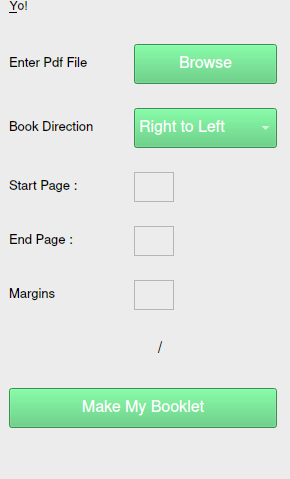 Yo!
Enter Pdf File Browse
Book Direction Right to Left
Start Page :
End Page :
Margins
/
Make My Booklet